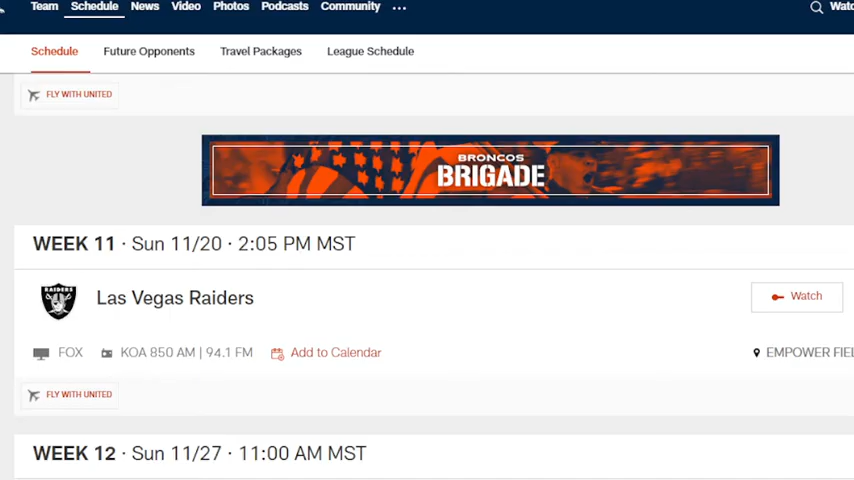 Team Schedule News Video Photos Podcasts Community ...
Schedule Future Opponents Travel Packages League Schedule
FLY WITH UNITED
BRONCOS
BRIGADE
WEEK 11 · Sun 11/20 · 2:05 PM MST
RAIDERS
Las Vegas Raiders
Watch
FOX KOA 850 AM | 94.1 FM Add to Calendar EMPOWER
FLY WITH UNITED
WEEK 12 · Sun 11/27 · 11:00 AM MST